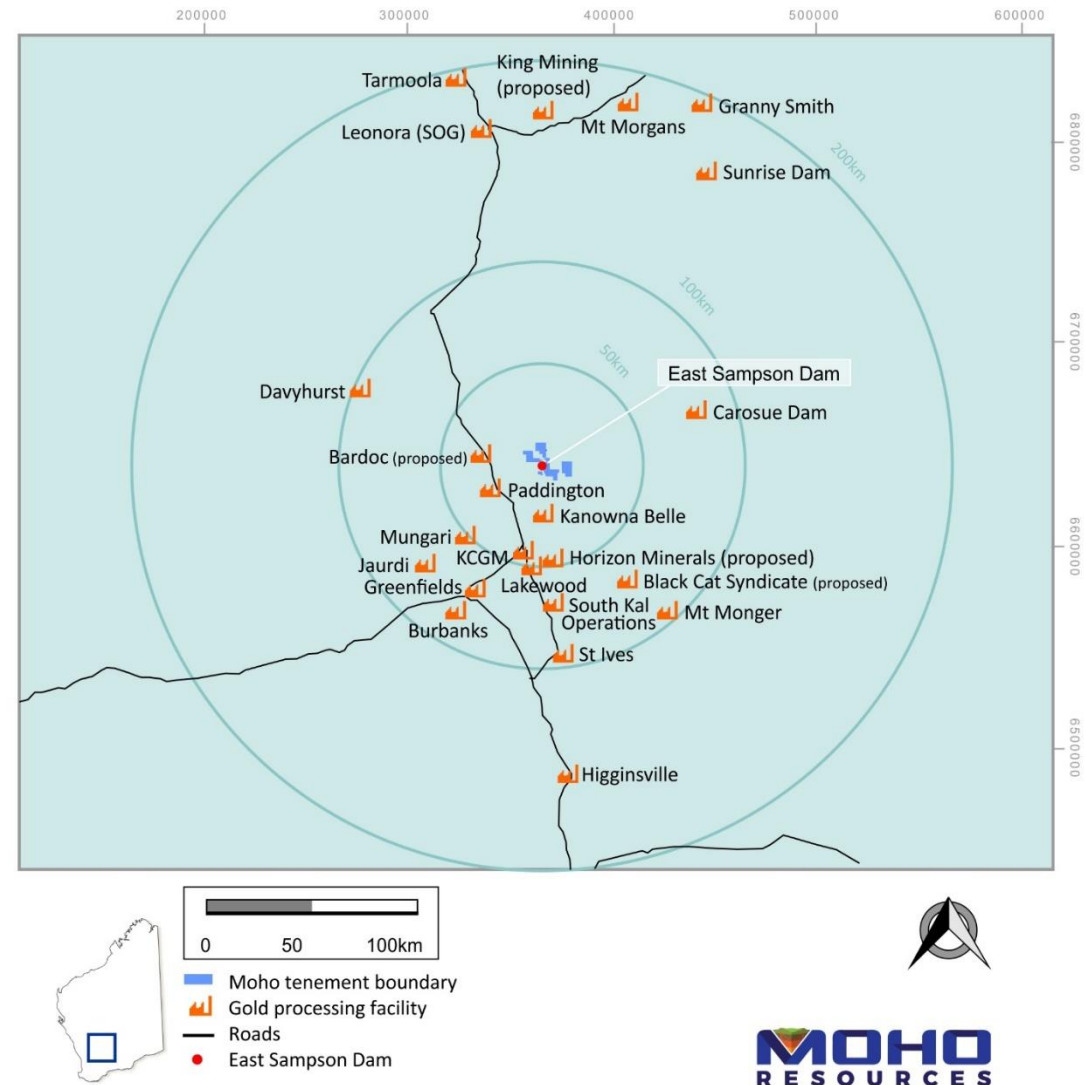 200000 300000 400000 500000 600000
King Mining
(proposed)
Tarmoola
Leonora (SOG)
Mt Morgans
Granny Smith
Sunrise Dam
200km
6800000
100km
50km
6700000
East Sampson Dam
Davyhurst
Carosue Dam
Bardoc (proposed)
Paddington
Kanowna Belle
Mungari
KCGM
Horizon Minerals (proposed)
6600000
Jaurdi
Lakewood
Black Cat Syndicate (proposed)
Greenfields
South Kal
Operations
Mt Monger
Burbanks
St Ives
6500000
Higginsville
0 50 100km
Moho tenement boundary
Gold processing facility
Roads
East Sampson Dam
MOHO
RESOURCES